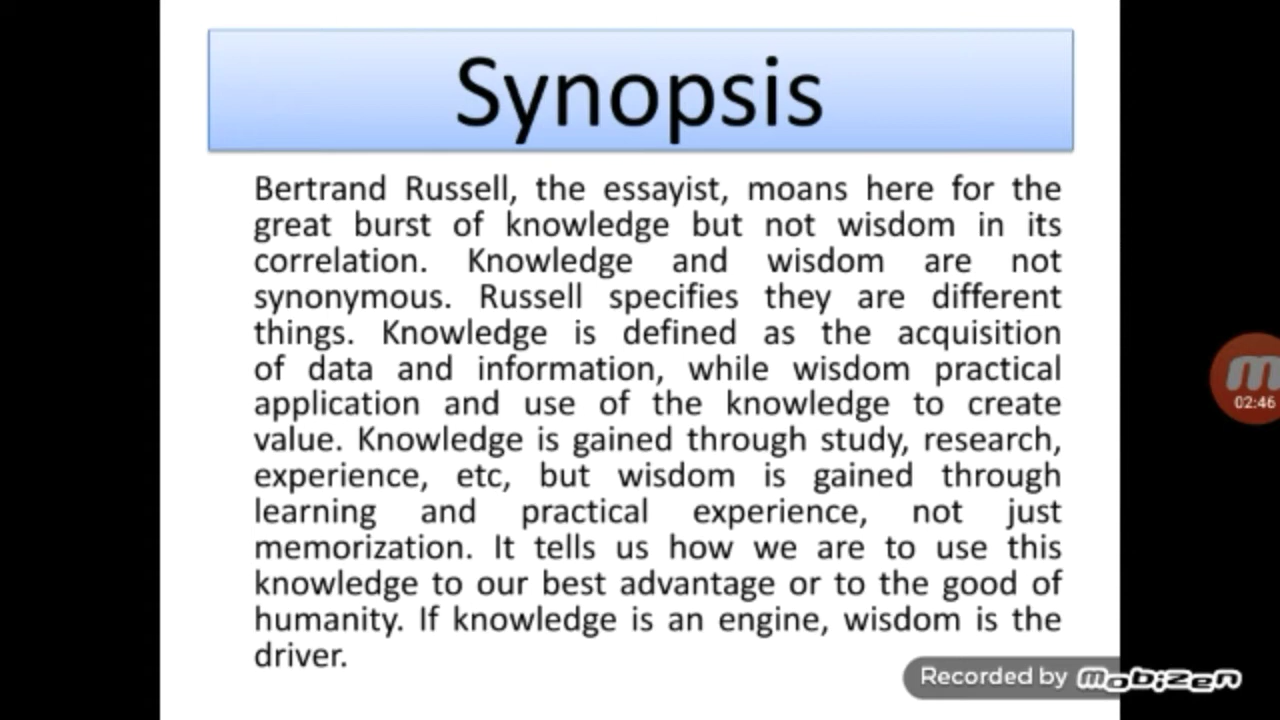 Synopsis
Bertrand Russell, the essayist, moans here for the
great burst of knowledge but not wisdom in its
correlation. Knowledge and wisdom are not
synonymous. Russell specifies they are different
things. Knowledge is defined as the acquisition
of data and information, while wisdom practical
application and use of the knowledge to create
value. Knowledge is gained through study, research,
experience, etc, but wisdom is gained through
learning and practical experience, not just
memorization. It tells us how we are to use this
knowledge to our best advantage or to the good of
humanity. If knowledge is an engine, wisdom is the
driver.
m
02:46
Recorded by mobizen